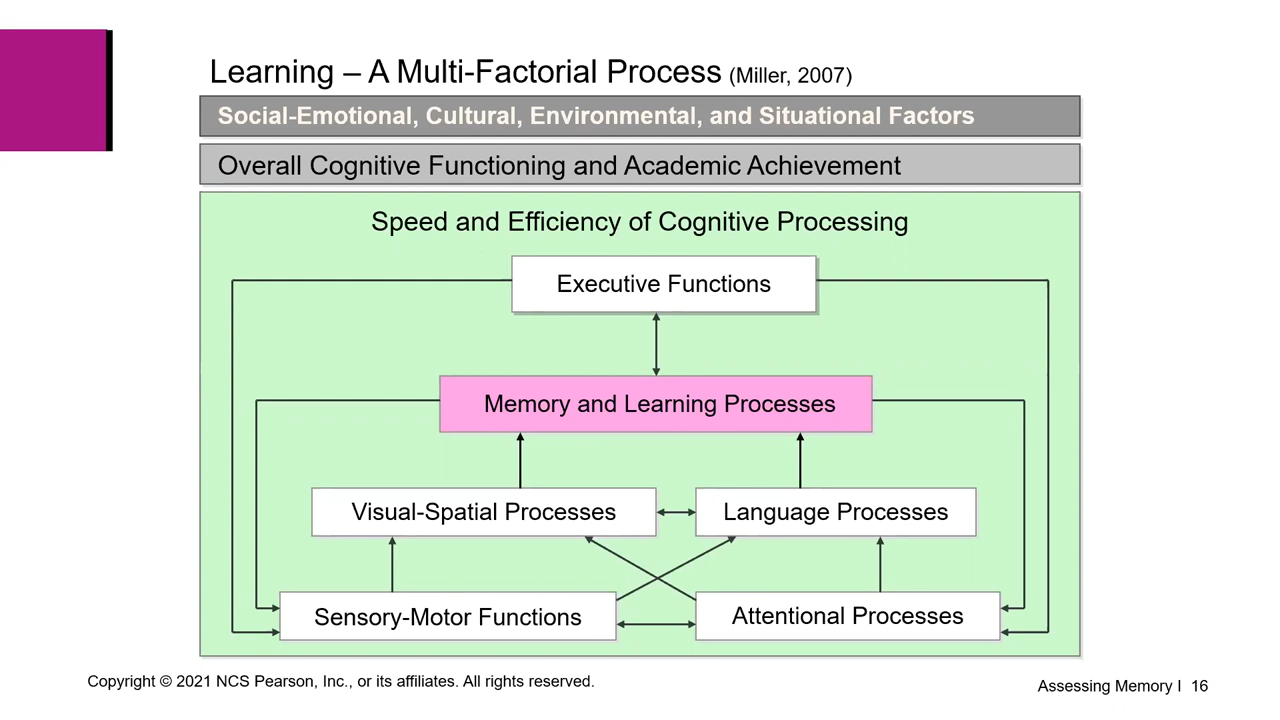 Learning – A Multi-Factorial Process (Miller, 2007)
Social-Emotional, Cultural, Environmental, and Situational Factors
Overall Cognitive Functioning and Academic Achievement
Speed and Efficiency of Cognitive Processing
Executive Functions
Memory and Learning Processes
Visual-Spatial Processes
Language Processes
Sensory-Motor Functions
Attentional Processes
Copyright © 2021 NCS Pearson, Inc., or its affiliates. All rights reserved.
Assessing Memory I 16